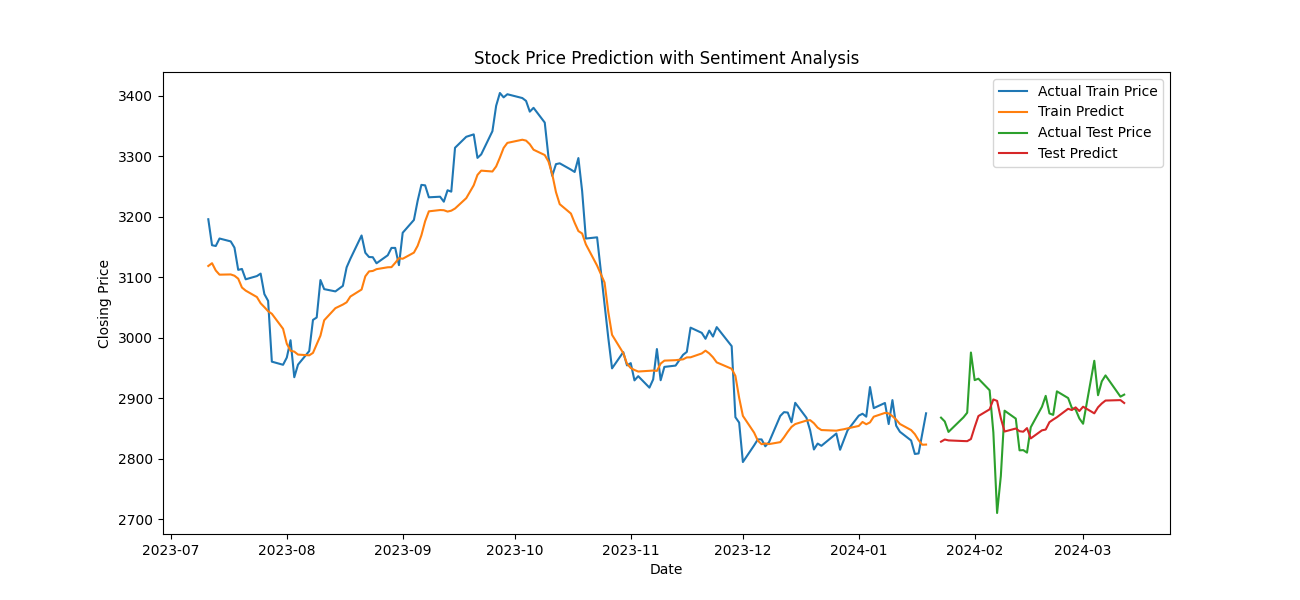 Stock Price Prediction with Sentiment Analysis
Actual Train Price
Train Predict
Actual Test Price
Test Predict
Closing Price
3400
3300
3200
3100
3000
2900
2800
2700
2023-07 2023-08 2023-09 2023-10 2023-11 2023-12 2024-01 2024-02 2024-03
Date